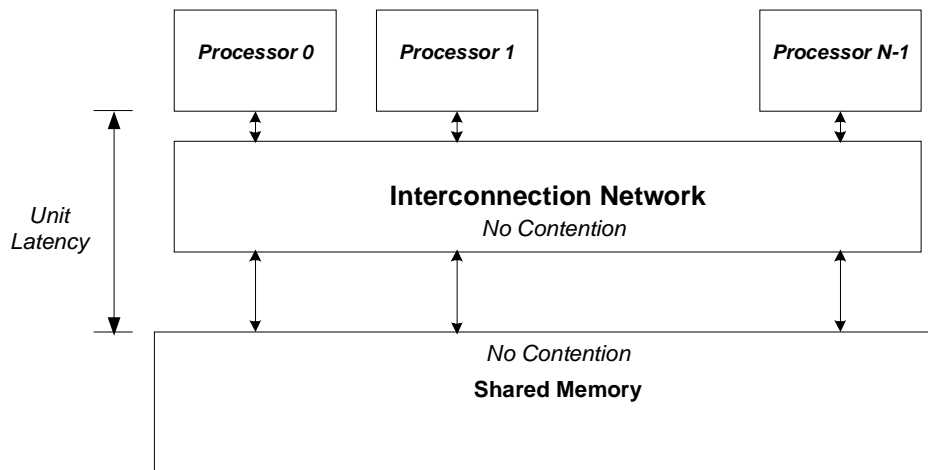 Processor 0
Processor 1
Processor N-1
Interconnection Network
No Contention
Unit
Latency
No Contention
Shared Memory